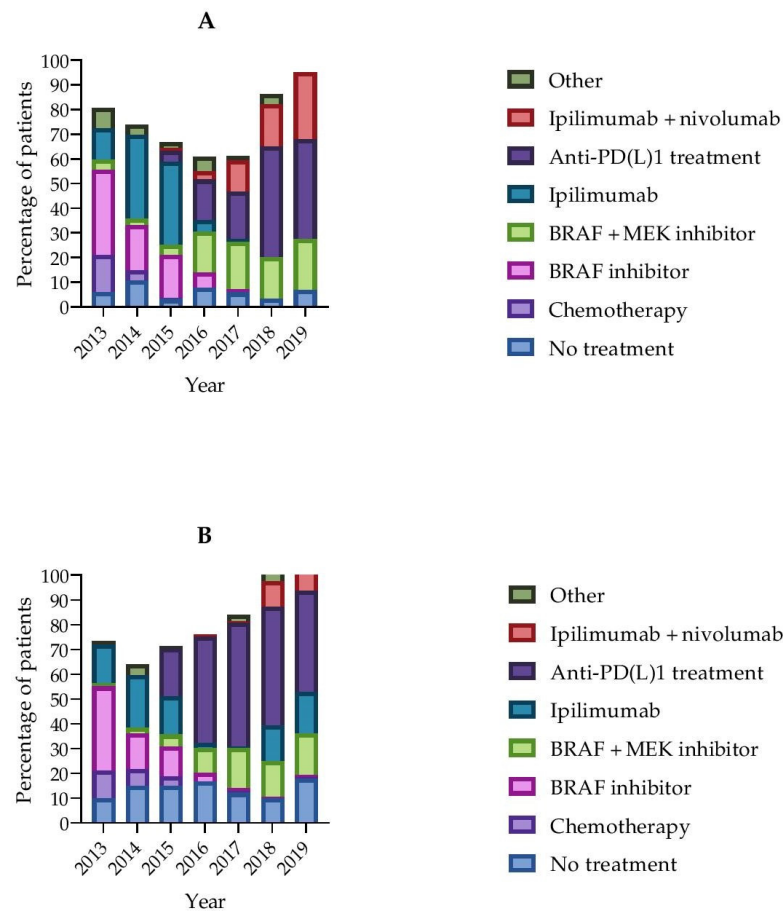 A
Percentage of patients
100
90
80
70
60
50
40
30
20
10
0
2013
2014
2015
2016
2017
2018
2019
Year
Other
Ipilimumab + nivolumab
Anti-PD(L)1 treatment
Ipilimumab
BRAF + MEK inhibitor
BRAF inhibitor
Chemotherapy
No treatment
B
Percentage of patients
100
90
80
70
60
50
40
30
20
10
0
2013
2014
2015
2016
2017
2018
2019
Year
Other
Ipilimumab + nivolumab
Anti-PD(L)1 treatment
Ipilimumab
BRAF + MEK inhibitor
BRAF inhibitor
Chemotherapy
No treatment